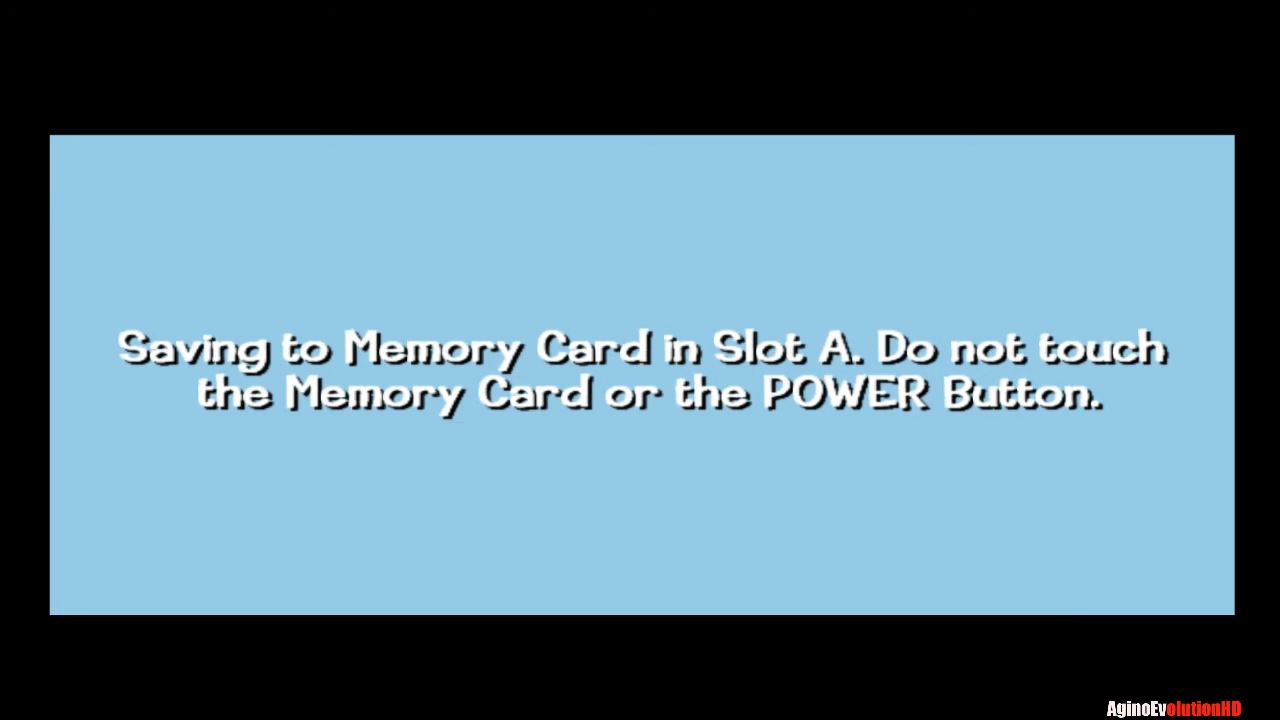 Saving to Memory Card in Slot A. Do not touch
the Memory Card or the POWER Button.
AginoEvolutionHD